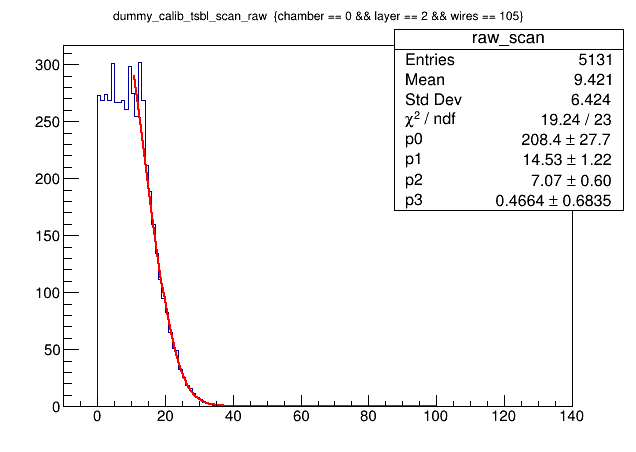 dummy_calib_tsbl_scan_raw {chamber == 0 && layer == 2 && wires == 105}
raw_scan
Entries 5131
Mean 9.421
Std Dev 6.424
χ² / ndf 19.24 / 23
p0 208.4 ± 27.7
p1 14.53 ± 1.22
p2 7.07 ± 0.60
p3 0.4664 ± 0.6835
300
250
200
150
100
50
0
0 20 40 60 80 100 120 140